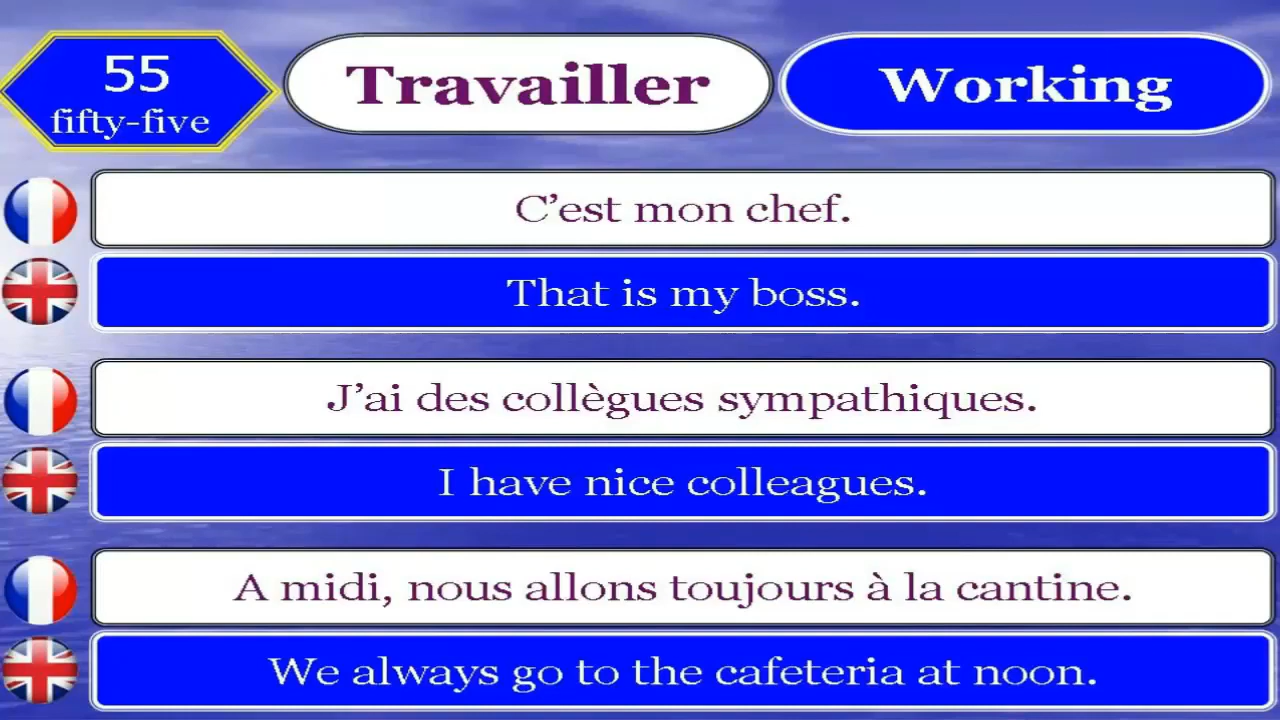 55
fifty-five
Travailler
Working
C’est mon chef.
That is my boss.
J’ai des collègues sympathiques.
I have nice colleagues.
A midi, nous allons toujours à la cantine.
We always go to the cafeteria at noon.